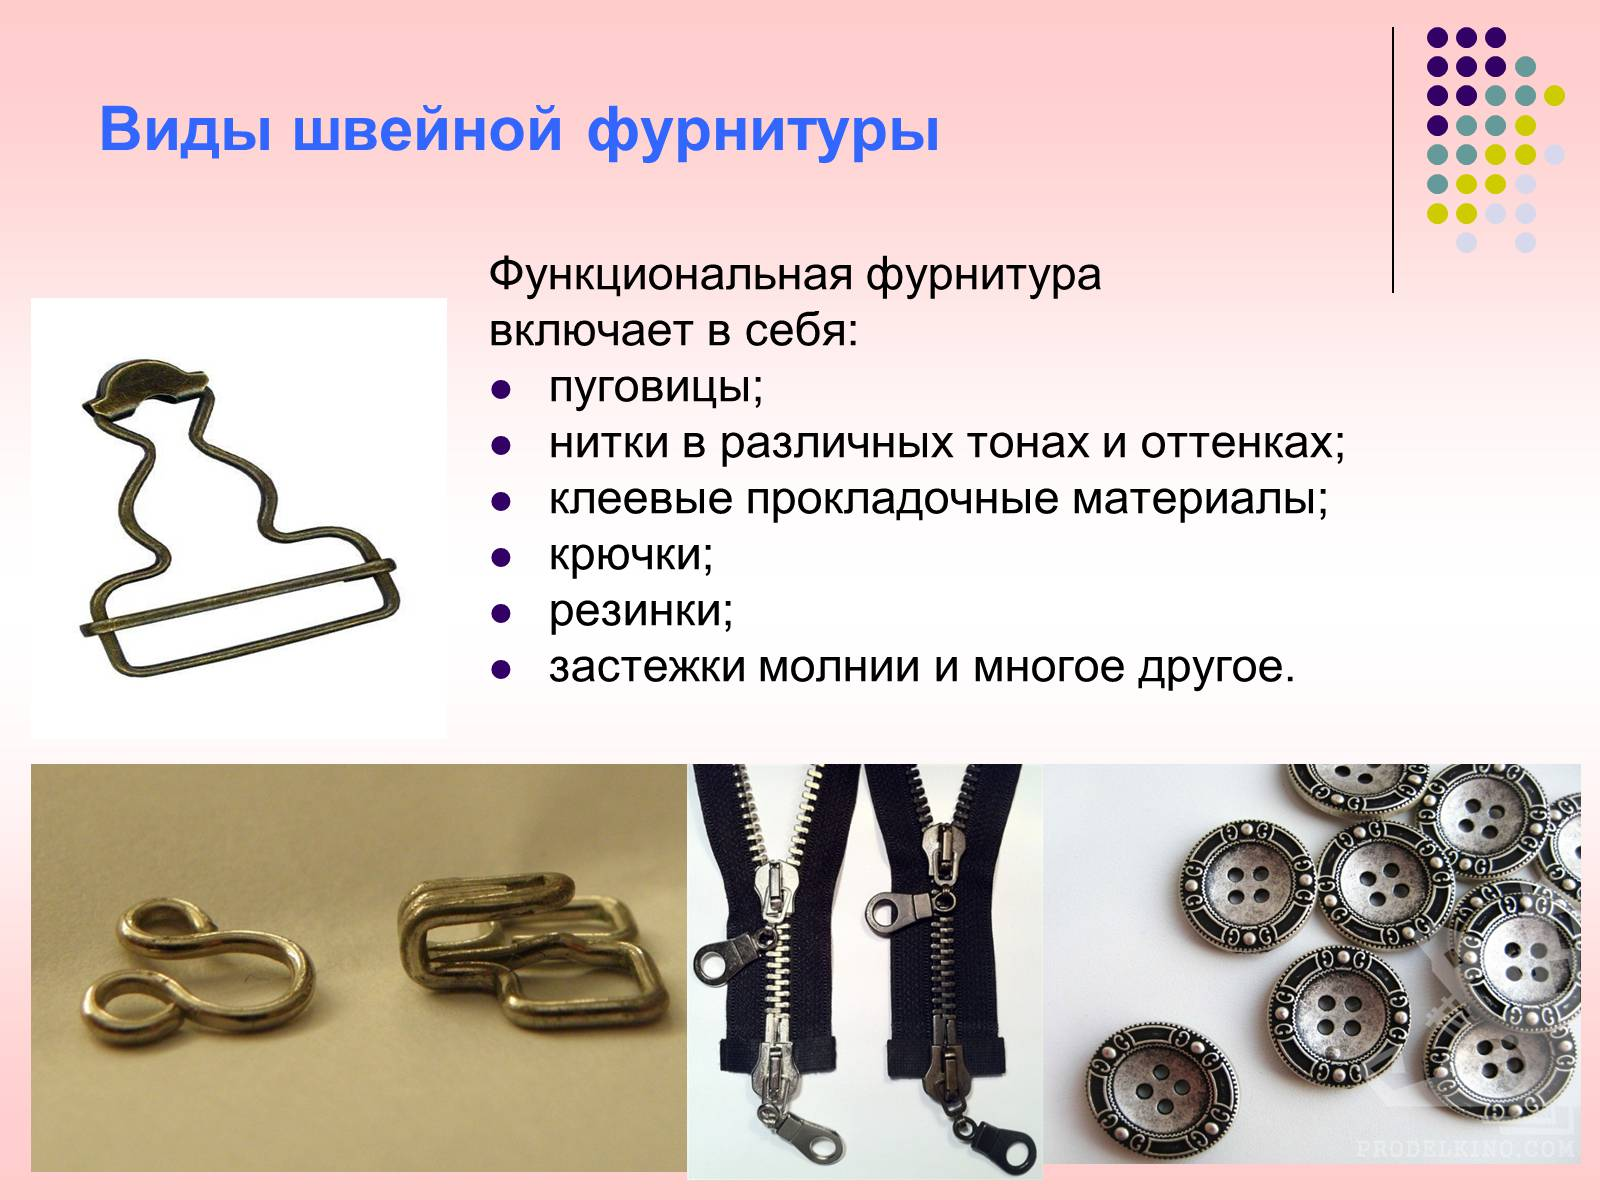 Виды швейной фурнитуры
Функциональная фурнитура
включает в себя:
● пуговицы;
● нитки в различных тонах и оттенках;
● клеевые прокладочные материалы;
● крючки;
● резинки;
● застежки молнии и многое другое.
PRODELKINO.COM